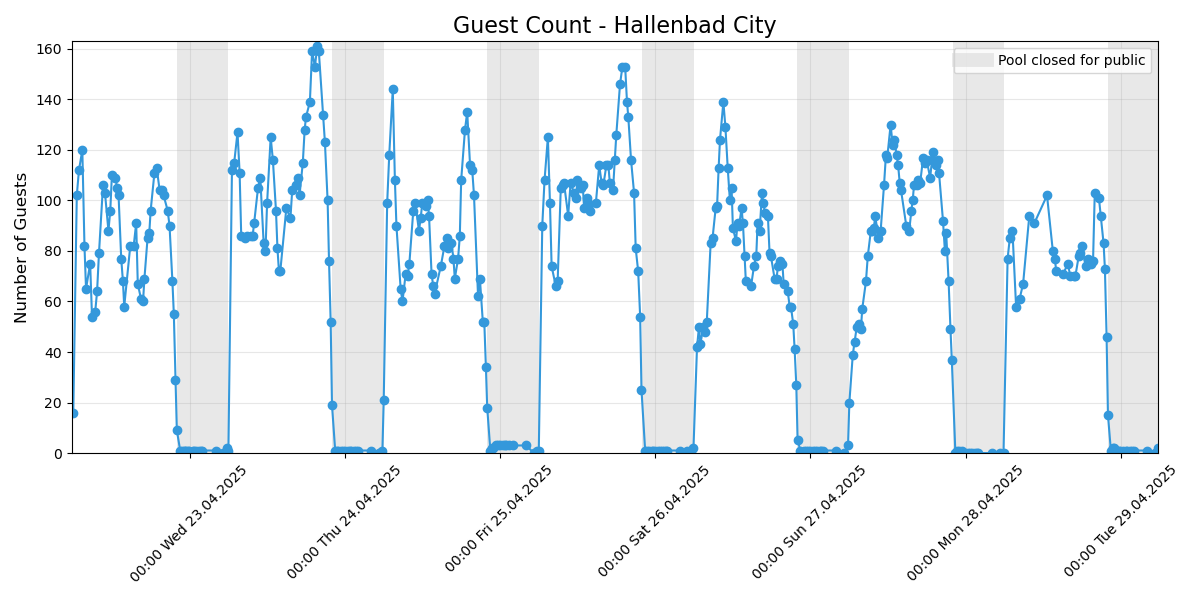 Guest Count - Hallenbad City
Pool closed for public
Number of Guests
160
140
120
100
80
60
40
20
0
00:00 Wed 23.04.2025
00:00 Thu 24.04.2025
00:00 Fri 25.04.2025
00:00 Sat 26.04.2025
00:00 Sun 27.04.2025
00:00 Mon 28.04.2025
00:00 Tue 29.04.2025